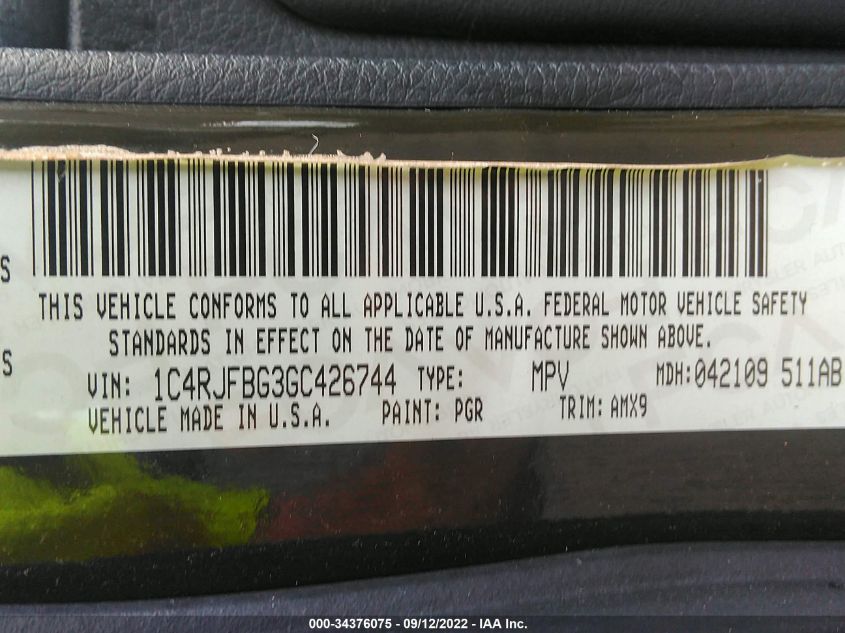 S
THIS VEHICLE CONFORMS TO ALL APPLICABLE U.S.A. FEDERAL MOTOR VEHICLE SAFETY
STANDARDS IN EFFECT ON THE DATE OF MANUFACTURE SHOWN ABOVE.
S
VIN: 1C4RJFBG3GC426744 TYPE: MPV MDH:042109 511AB
VEHICLE MADE IN U.S.A. PAINT: PGR TRIM: AMX9
000-34376075 - 09/12/2022 - IAA Inc.